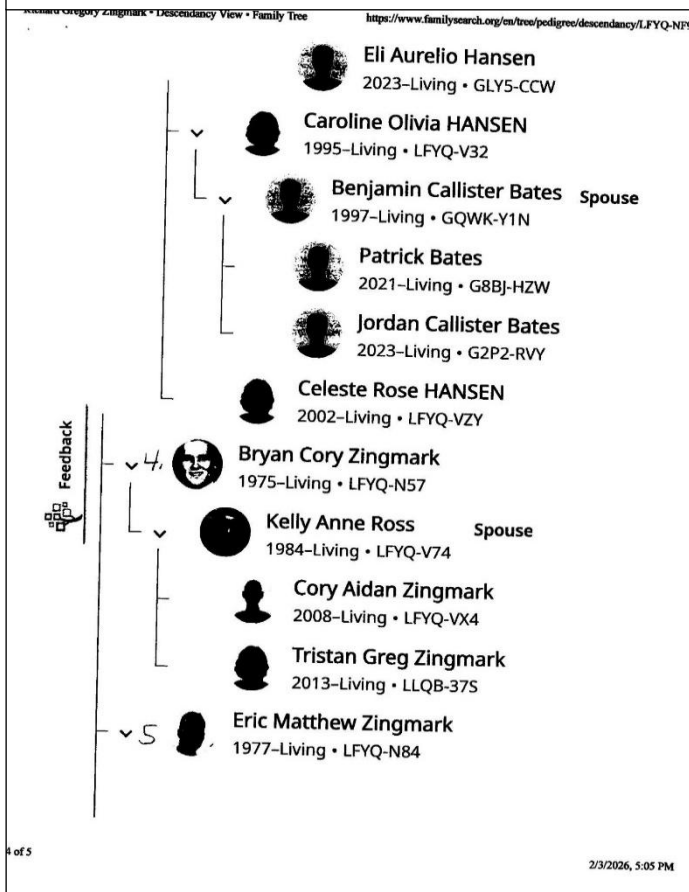 Richard Gregory Zingmark • Descendancy View • Family Tree
https://www.familysearch.org/en/tree/pedigree/descendancy/LFYQ-NF9
Eli Aurelio Hansen
2023–Living • GLY5-CCW
Caroline Olivia HANSEN
1995–Living • LFYQ-V32
Benjamin Callister Bates Spouse
1997–Living • GQWK-Y1N
Patrick Bates
2021–Living • G8BJ-HZW
Jordan Callister Bates
2023–Living • G2P2-RVY
Celeste Rose HANSEN
2002–Living • LFYQ-VZY
Feedback
4. Bryan Cory Zingmark
1975–Living • LFYQ-N57
Kelly Anne Ross Spouse
1984–Living • LFYQ-V74
Cory Aidan Zingmark
2008–Living • LFYQ-VX4
Tristan Greg Zingmark
2013–Living • LLQB-37S
5 Eric Matthew Zingmark
1977–Living • LFYQ-N84
4 of 5
2/3/2026, 5:05 PM